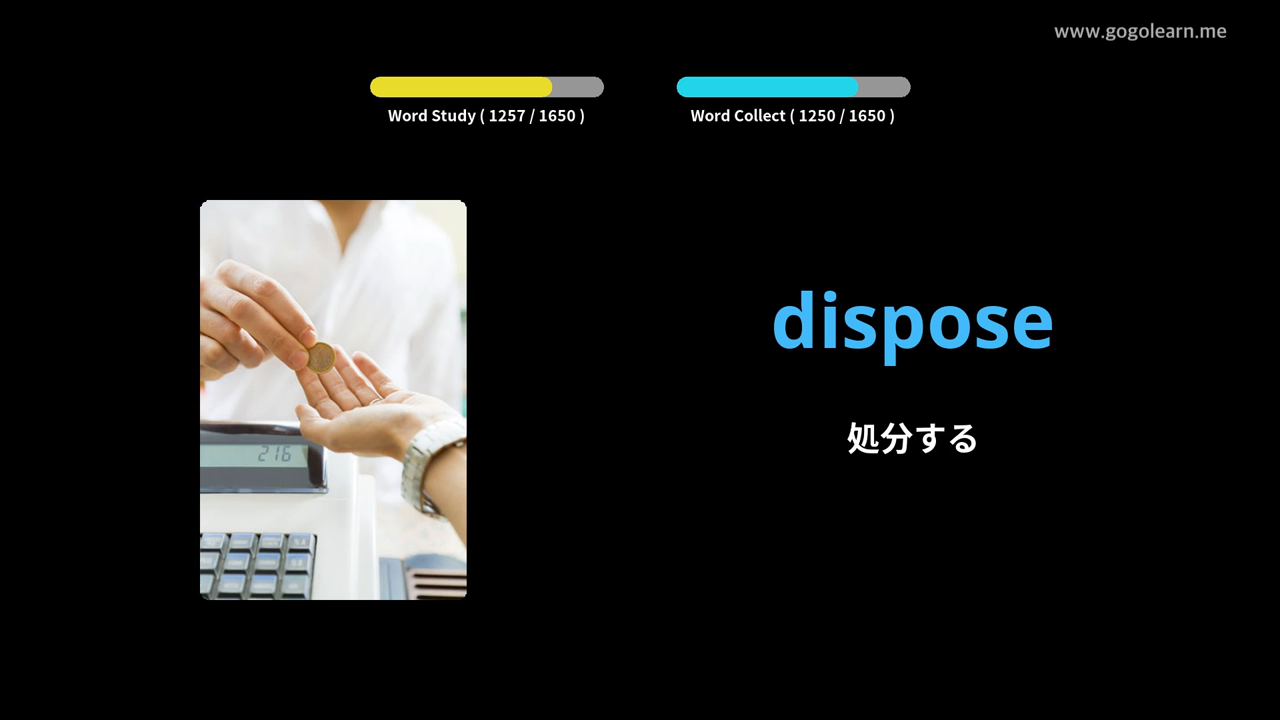 www.gogolearn.me
Word Study ( 1257 / 1650 )
Word Collect ( 1250 / 1650 )
dispose
処分する
216